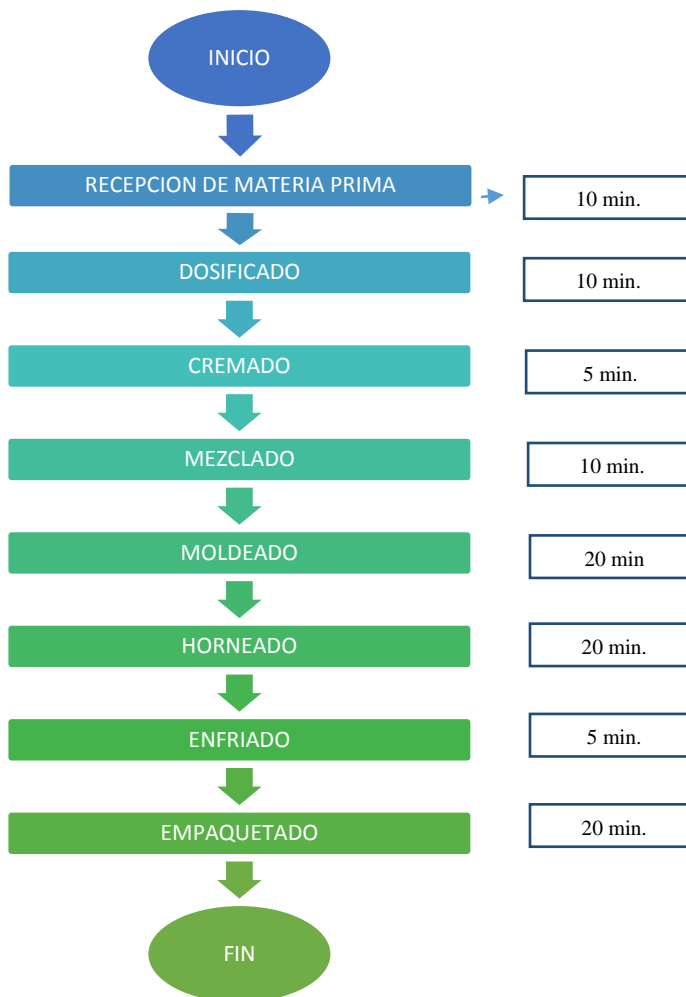 INICIO
RECEPCION DE MATERIA PRIMA
10 min.
DOSIFICADO
10 min.
CREMADO
5 min.
MEZCLADO
10 min.
MOLDEADO
20 min
HORNEADO
20 min.
ENFRIADO
5 min.
EMPAQUETADO
20 min.
FIN